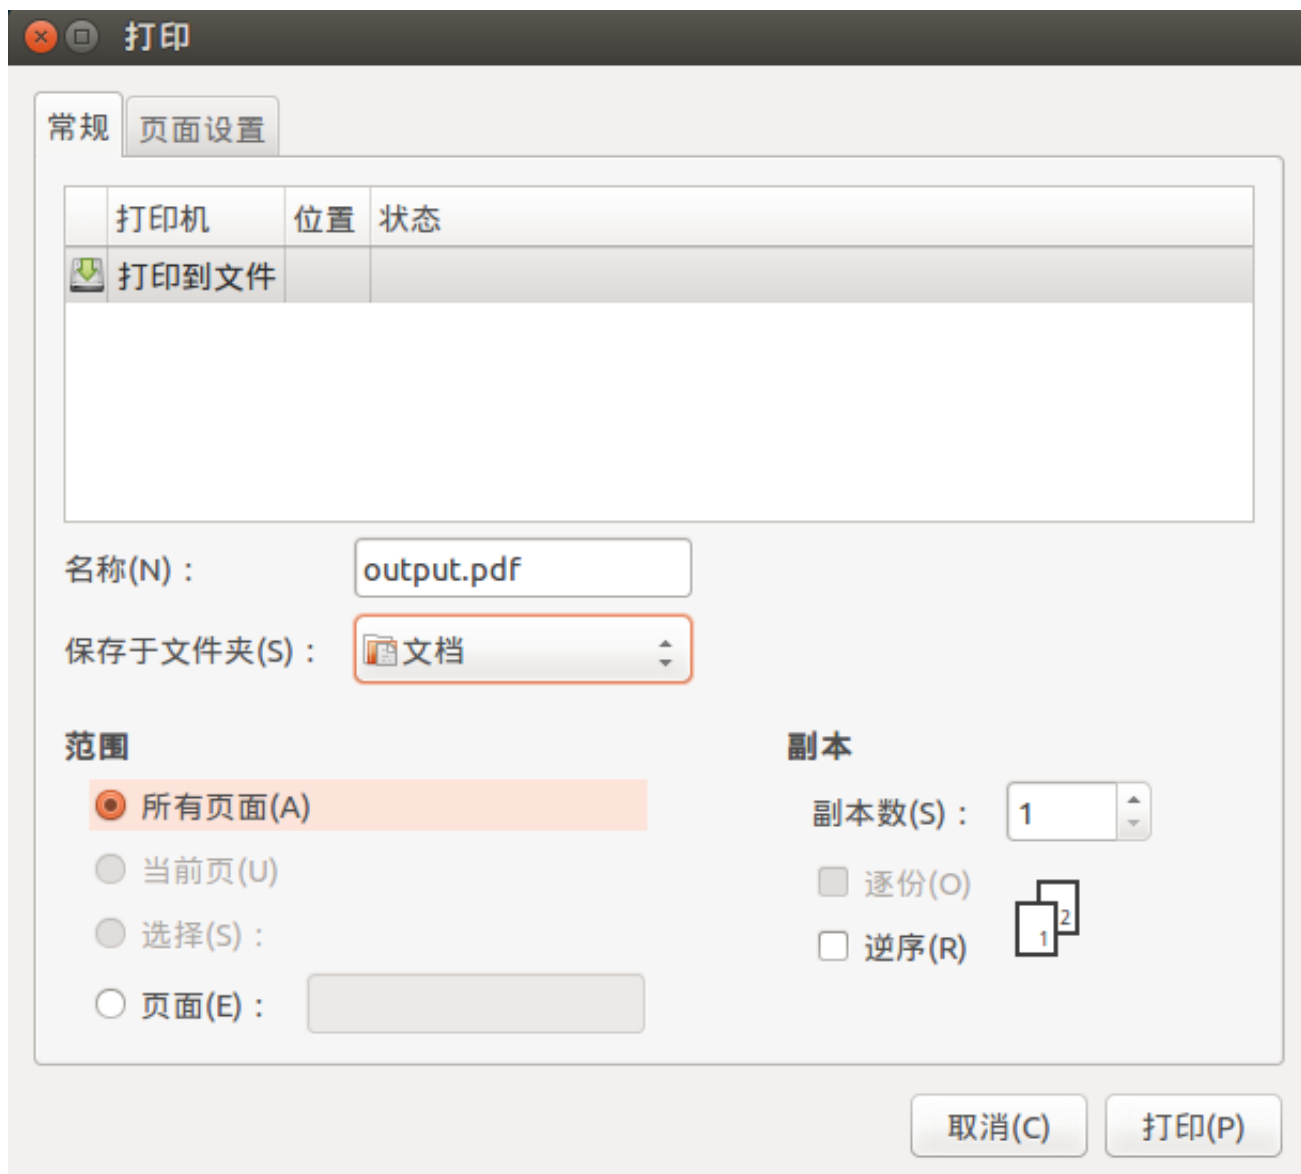 打印
常规 页面设置
打印机 位置 状态
打印到文件
名称(N)： output.pdf
保存于文件夹(S)： 文档
范围 副本
所有页面(A) 副本数(S)： 1
当前页(U) 逐份(O)
选择(S)： 逆序(R) 1 2
页面(E)：
取消(C) 打印(P)